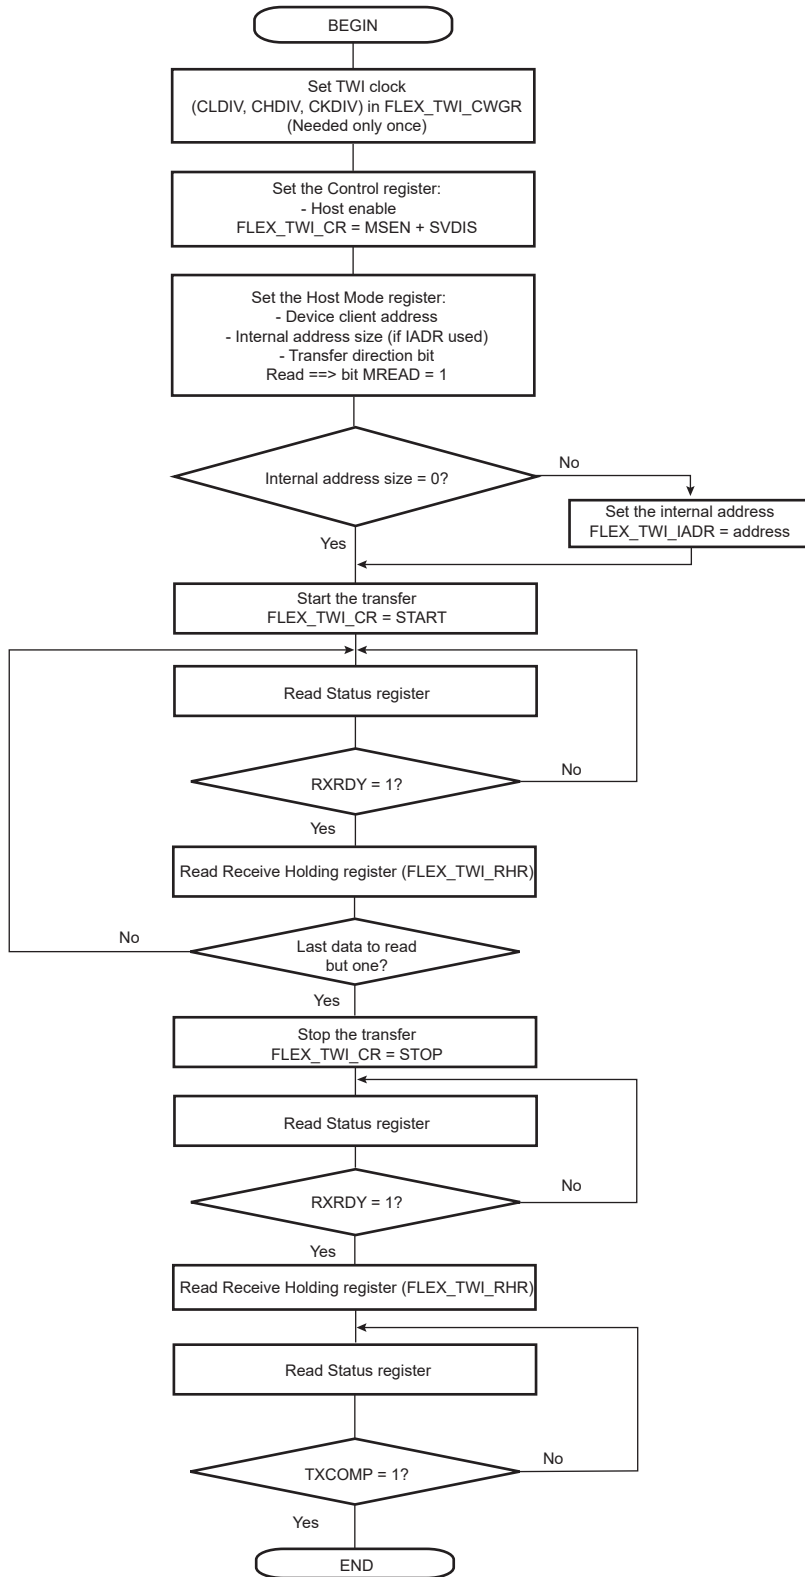 BEGIN
Set TWI clock
(CLDIV, CHDIV, CKDIV) in FLEX_TWI_CWGR
(Needed only once)
Set the Control register:
- Host enable
FLEX_TWI_CR = MSEN + SVDIS
Set the Host Mode register:
- Device client address
- Internal address size (if IADR used)
- Transfer direction bit
Read ==> bit MREAD = 1
Internal address size = 0?
No
Set the internal address
FLEX_TWI_IADR = address
Yes
Start the transfer
FLEX_TWI_CR = START
Read Status register
RXRDY = 1?
No
Yes
Read Receive Holding register (FLEX_TWI_RHR)
Last data to read
but one?
No
Yes
Stop the transfer
FLEX_TWI_CR = STOP
Read Status register
RXRDY = 1?
No
Yes
Read Receive Holding register (FLEX_TWI_RHR)
Read Status register
TXCOMP = 1?
No
Yes
END